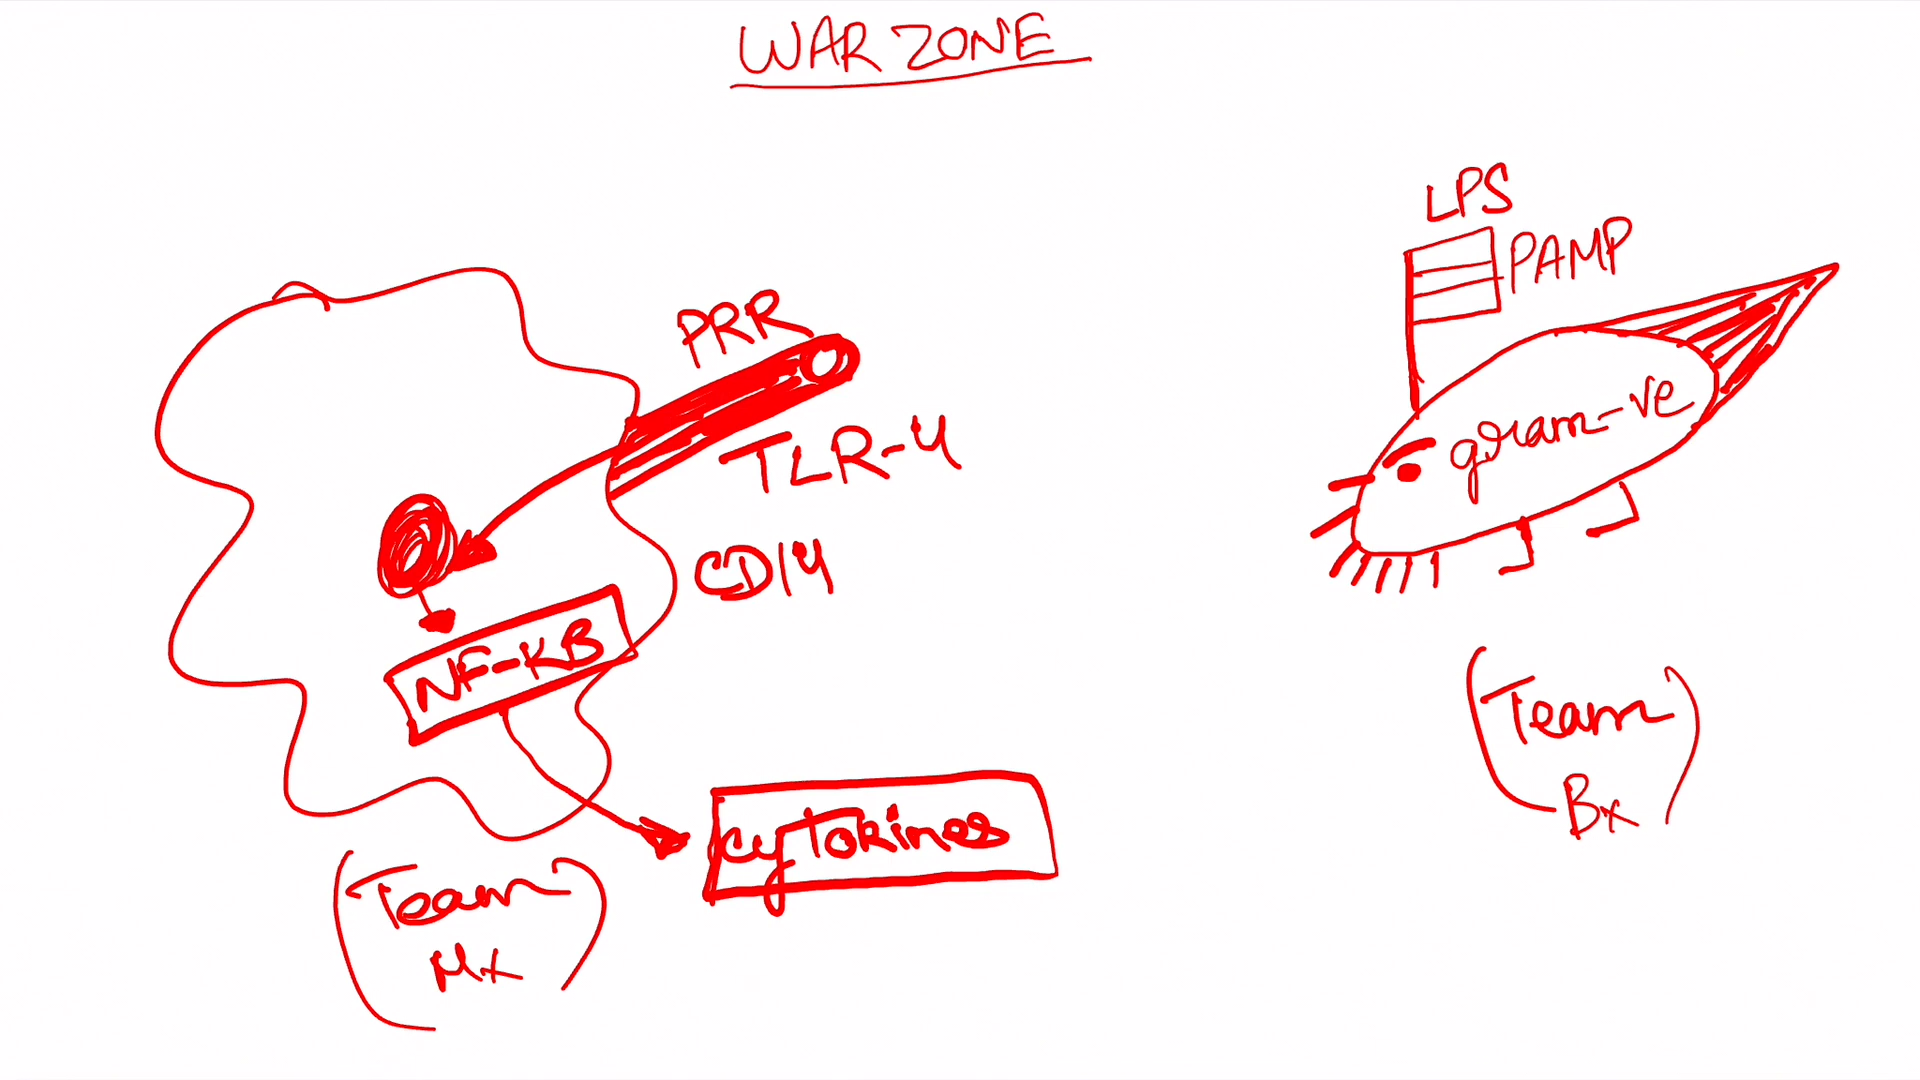 WAR ZONE
LPS
PAMP
PRR
TLR-4
gram-ve
CD14
NF-KB
cytokines
(Team
Mx)
(Team
Bx)